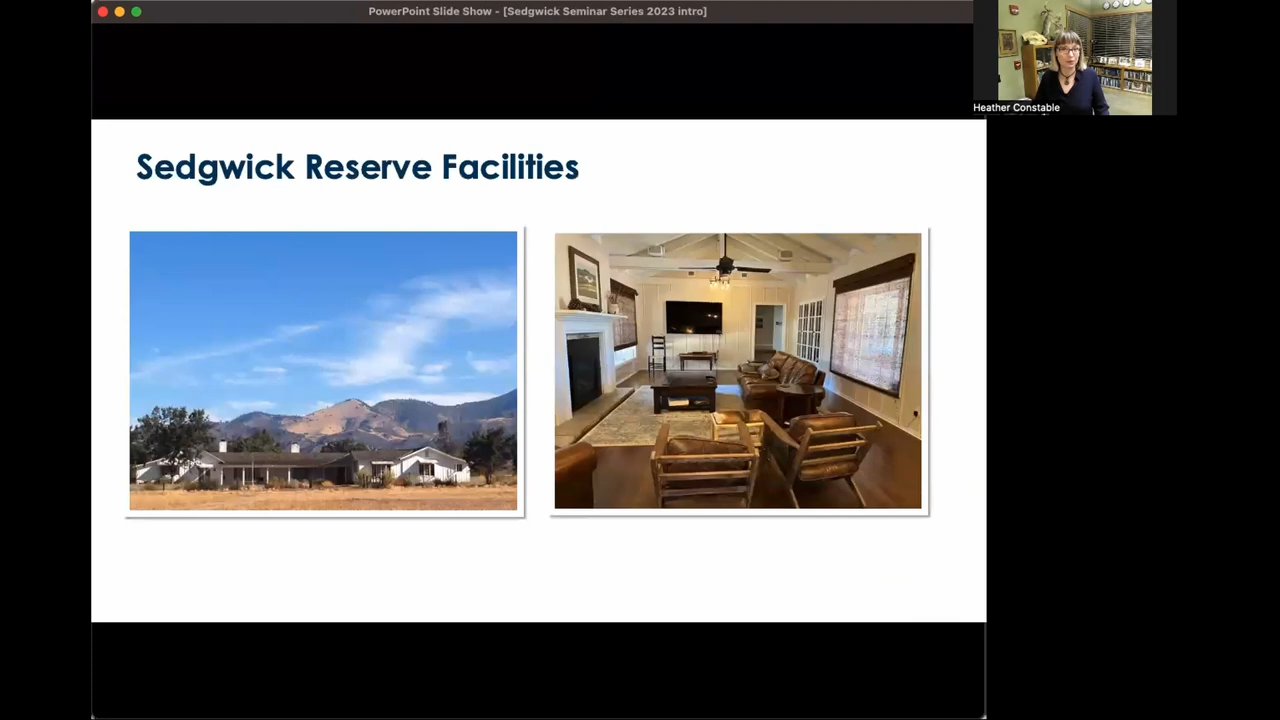 PowerPoint Slide Show - [Sedgwick Seminar Series 2023 intro]
Heather Constable
Sedgwick Reserve Facilities